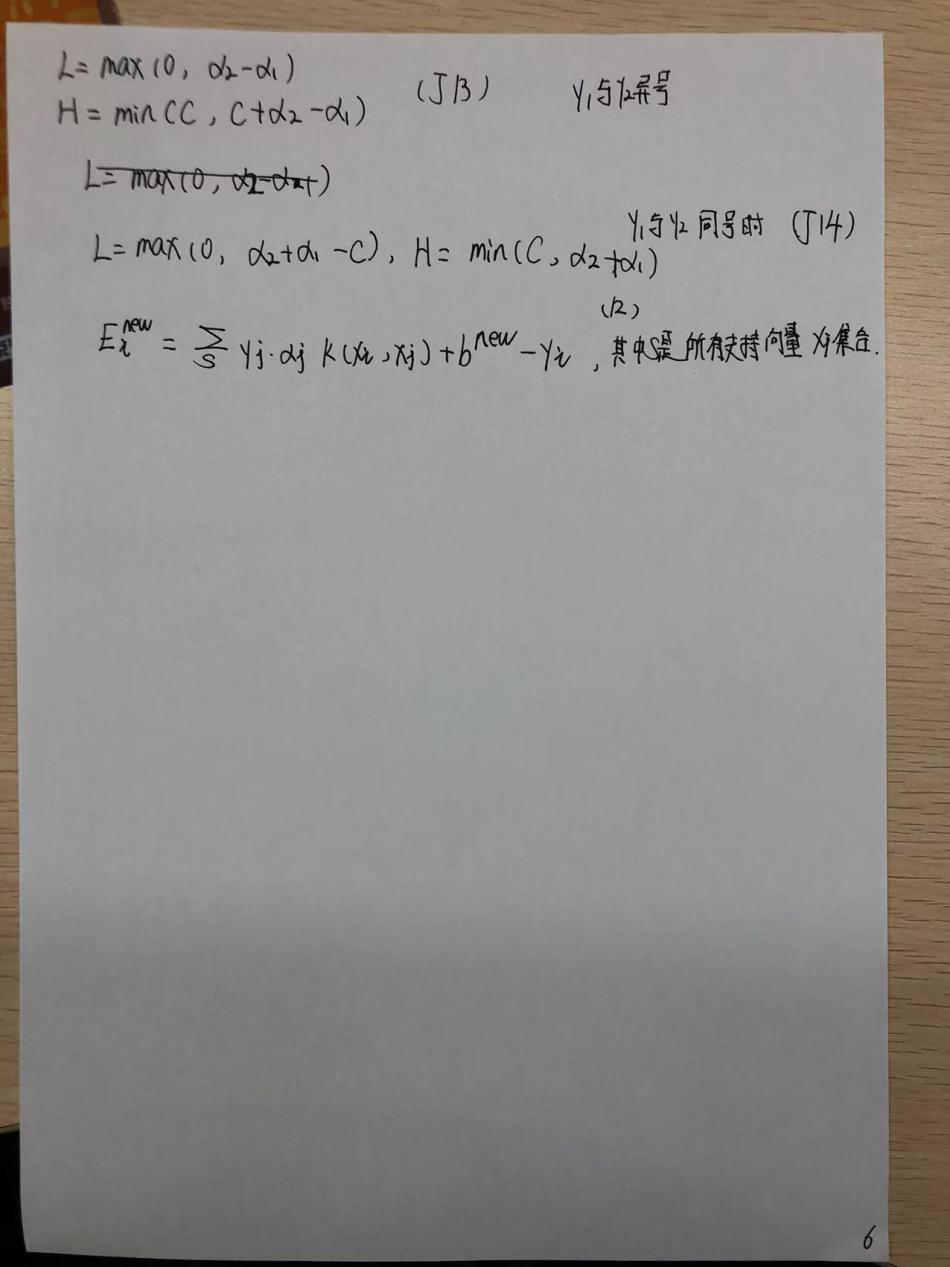 L = max(0, α2-α1)
H = min(C, C+α2-α1) (J13) y1与y2异号
L = max(0, α2-α2+)
y1与y2同号时 (J14)
L = max(0, α2+α1-C), H = min(C, α2+α1)
(12)
Ei^new = Σ_S yj·αj k(xi, xj) + b^new - yi, 其中S是所有支持向量xj集合.
6